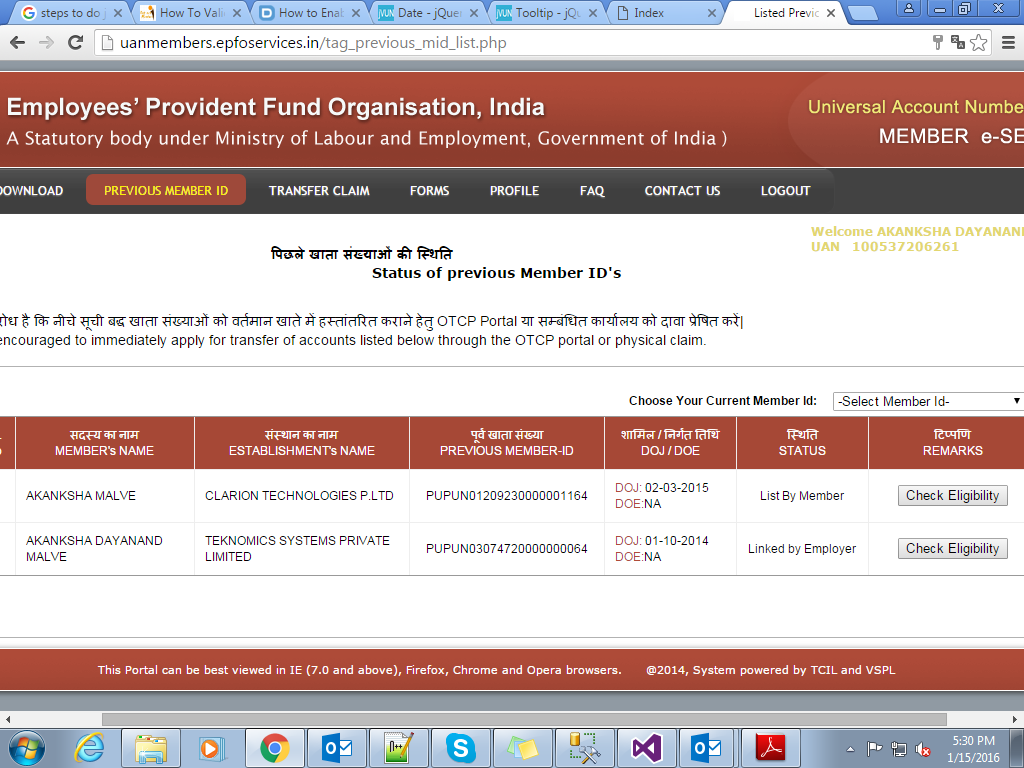 steps to do j
How To Vali
How to Enab
Date - jQue
Tooltip - jQ
Index
Listed Previo
uanmembers.epfoservices.in/tag_previous_mid_list.php
Employees' Provident Fund Organisation, India
Universal Account Numbe
A Statutory body under Ministry of Labour and Employment, Government of India )
MEMBER e-SE
DOWNLOAD PREVIOUS MEMBER ID TRANSFER CLAIM FORMS PROFILE FAQ CONTACT US LOGOUT
Welcome AKANKSHA DAYANAND
UAN 100537206261
पिछले खाता संख्याओं की स्थिति
Status of previous Member ID's
रोध है कि नीचे सूची बद्ध खाता संख्याओं को वर्तमान खाते में हस्तांतरित कराने हेतु OTCP Portal या सम्बंधित कार्यालय को दावा प्रेषित करें|
encouraged to immediately apply for transfer of accounts listed below through the OTCP portal or physical claim.
Choose Your Current Member Id: -Select Member Id-
सदस्य का नाम
MEMBER's NAME
संस्थान का नाम
ESTABLISHMENT's NAME
पूर्व खाता संख्या
PREVIOUS MEMBER-ID
शामिल / निर्गत तिथि
DOJ / DOE
स्थिति
STATUS
टिप्पणि
REMARKS
AKANKSHA MALVE
CLARION TECHNOLOGIES P.LTD
PUPUN01209230000001164
DOJ: 02-03-2015
DOE:NA
List By Member
Check Eligibility
AKANKSHA DAYANAND
MALVE
TEKNOMICS SYSTEMS PRIVATE
LIMITED
PUPUN03074720000000064
DOJ: 01-10-2014
DOE:NA
Linked by Employer
Check Eligibility
This Portal can be best viewed in IE (7.0 and above), Firefox, Chrome and Opera browsers. @2014, System powered by TCIL and VSPL
5:30 PM
1/15/2016